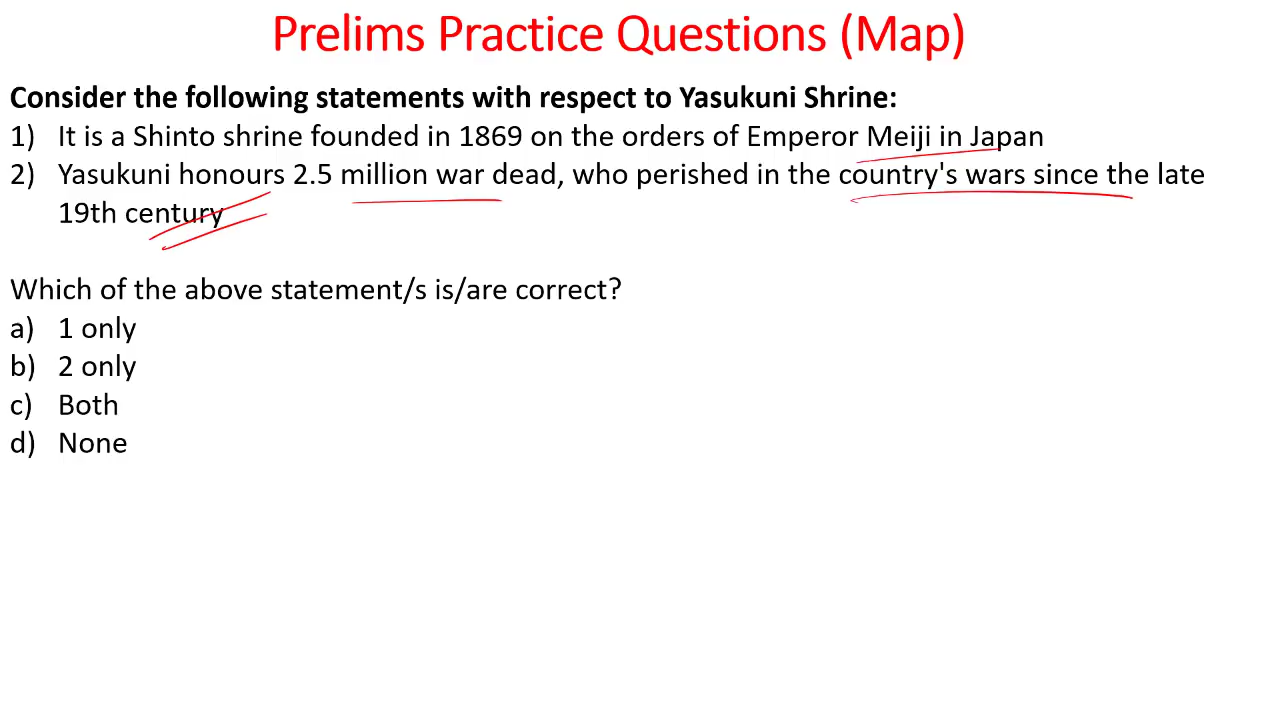 Prelims Practice Questions (Map)
Consider the following statements with respect to Yasukuni Shrine:
1) It is a Shinto shrine founded in 1869 on the orders of Emperor Meiji in Japan
2) Yasukuni honours 2.5 million war dead, who perished in the country's wars since the late
19th century
Which of the above statement/s is/are correct?
a) 1 only
b) 2 only
c) Both
d) None